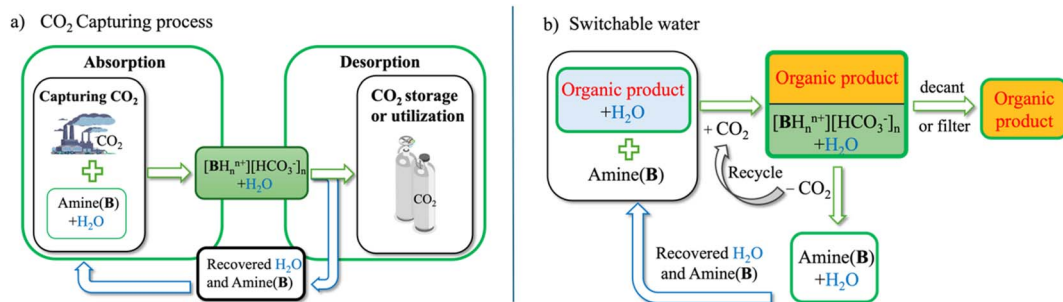 a) CO₂ Capturing process
Absorption
Desorption
Capturing CO₂
CO₂
Amine(B)
+H₂O
[BHₙⁿ⁺][HCO₃⁻]ₙ
+H₂O
CO₂ storage
or utilization
CO₂
Recovered H₂O
and Amine(B)
b) Switchable water
Organic product
+H₂O
Amine(B)
+ CO₂
Recycle
– CO₂
Organic product
[BHₙⁿ⁺][HCO₃⁻]ₙ
+H₂O
decant
or filter
Organic
product
Recovered H₂O
and Amine(B)
Amine(B)
+H₂O